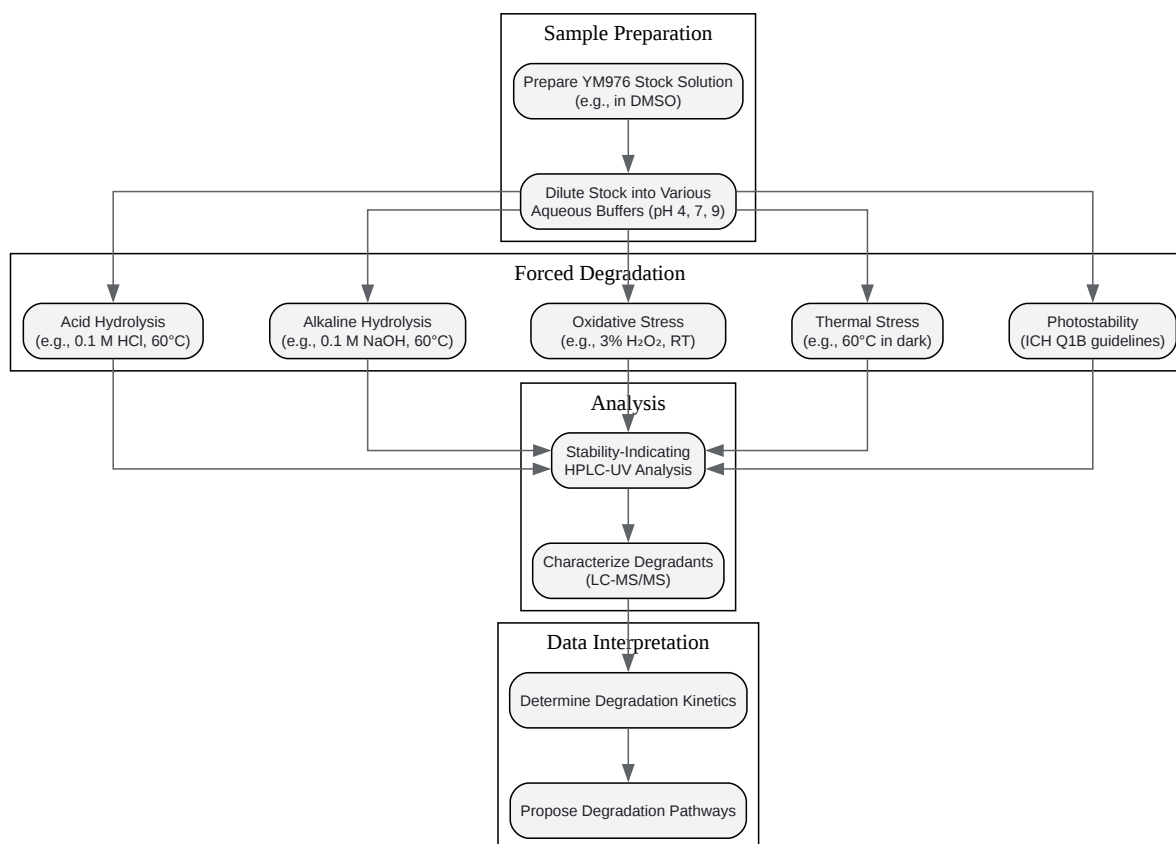 Sample Preparation
Prepare YM976 Stock Solution
(e.g., in DMSO)
Dilute Stock into Various
Aqueous Buffers (pH 4, 7, 9)
Forced Degradation
Acid Hydrolysis
(e.g., 0.1 M HCl, 60°C)
Alkaline Hydrolysis
(e.g., 0.1 M NaOH, 60°C)
Oxidative Stress
(e.g., 3% H₂O₂, RT)
Thermal Stress
(e.g., 60°C in dark)
Photostability
(ICH Q1B guidelines)
Analysis
Stability-Indicating
HPLC-UV Analysis
Characterize Degradants
(LC-MS/MS)
Data Interpretation
Determine Degradation Kinetics
Propose Degradation Pathways